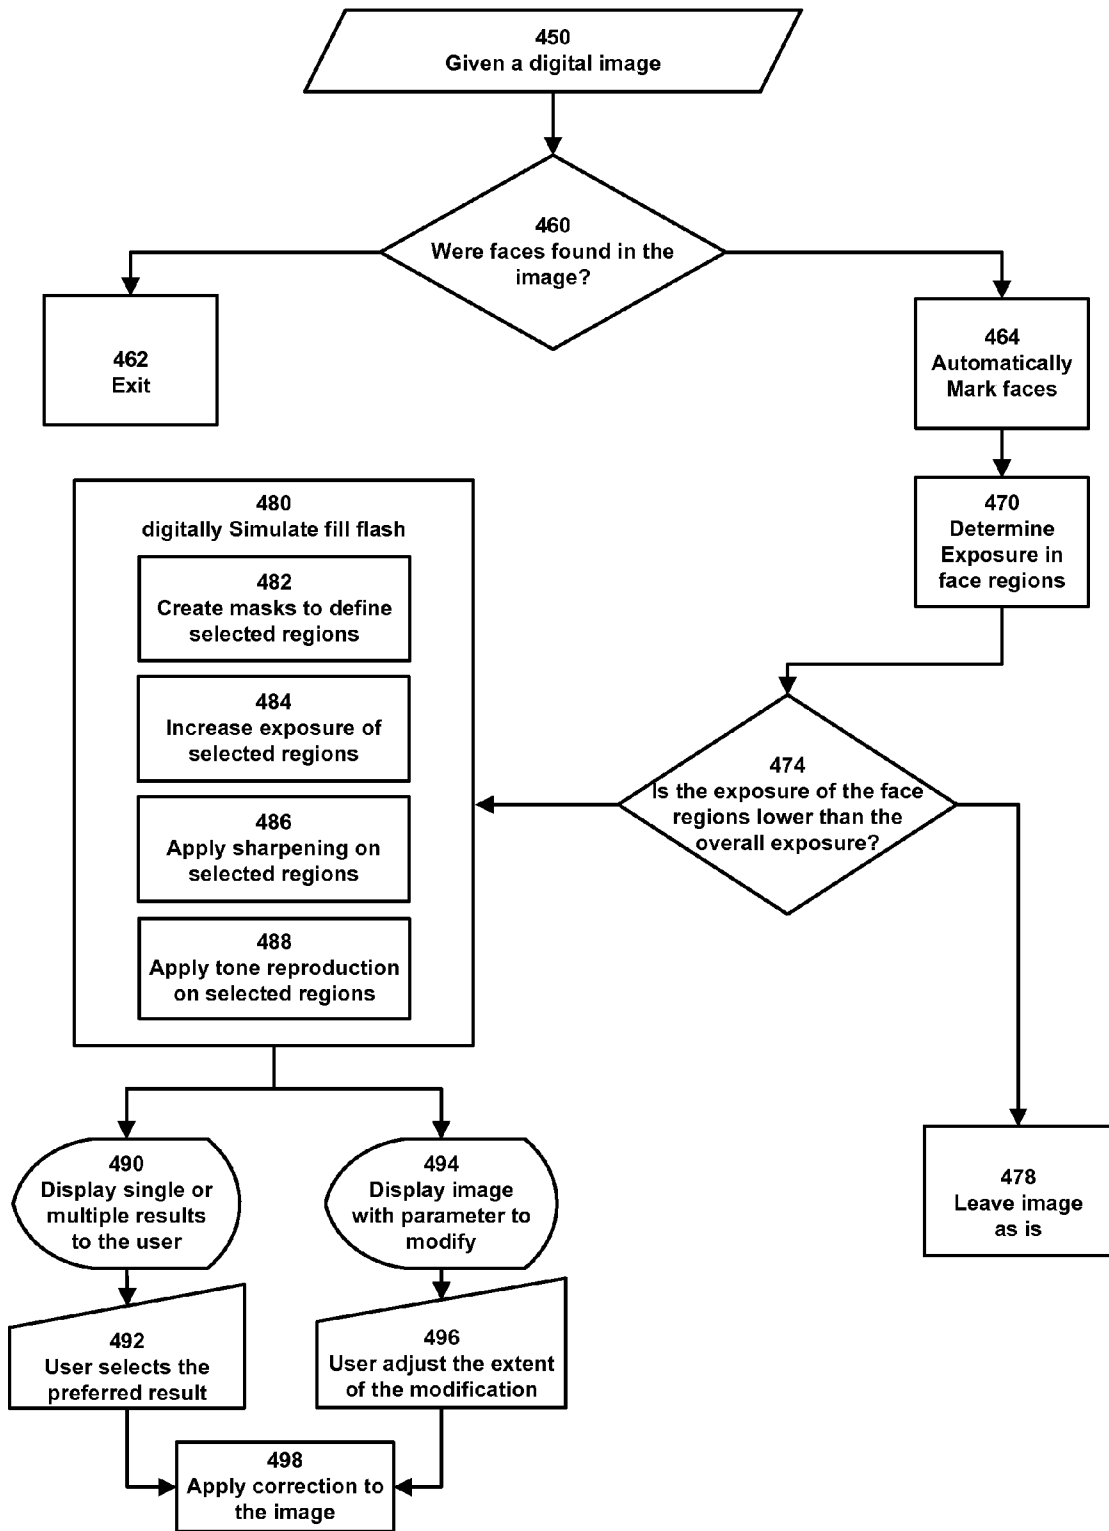 450
Given a digital image
460
Were faces found in the
image?
462
Exit
464
Automatically
Mark faces
470
Determine
Exposure in
face regions
474
Is the exposure of the face
regions lower than the
overall exposure?
478
Leave image
as is
480
digitally Simulate fill flash
482
Create masks to define
selected regions
484
Increase exposure of
selected regions
486
Apply sharpening on
selected regions
488
Apply tone reproduction
on selected regions
490
Display single or
multiple results
to the user
492
User selects the
preferred result
494
Display image
with parameter to
modify
496
User adjust the extent
of the modification
498
Apply correction to
the image